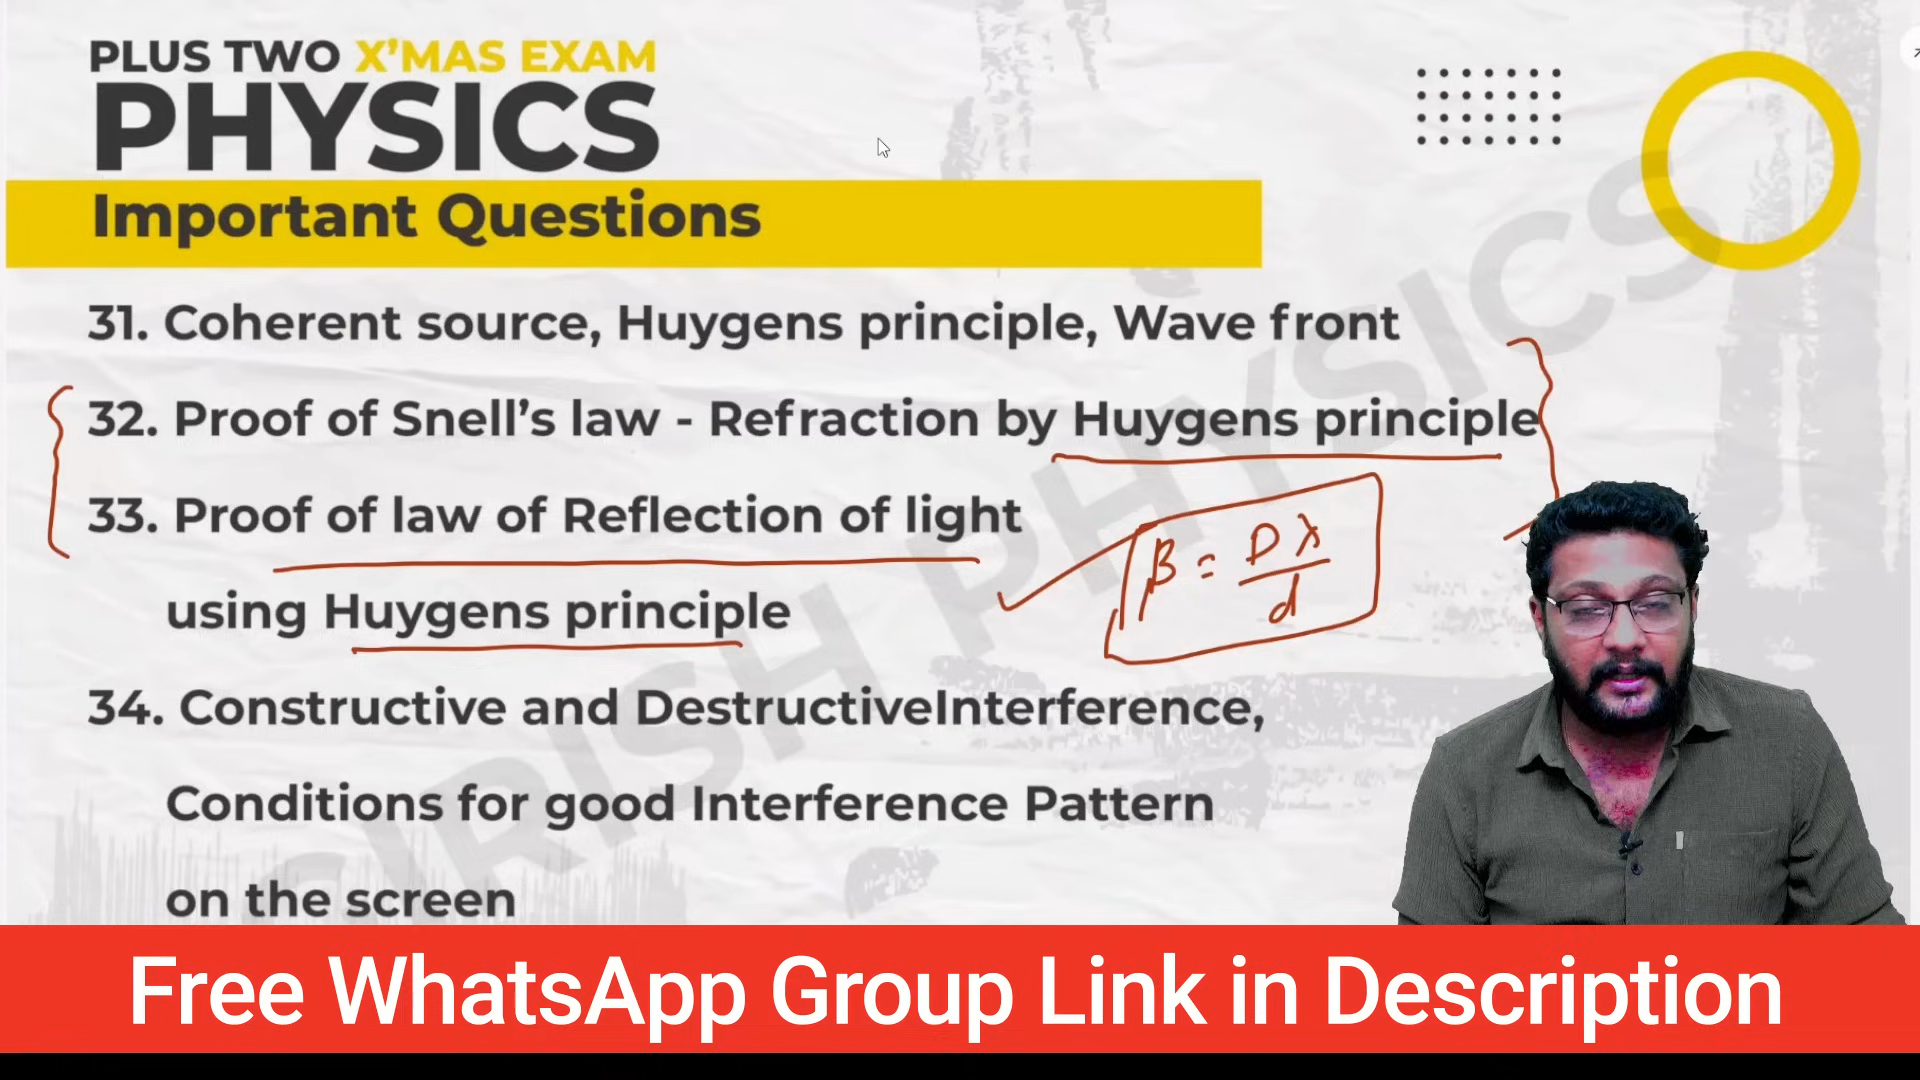 PLUS TWO X'MAS EXAM
PHYSICS
Important Questions
31. Coherent source, Huygens principle, Wave front
32. Proof of Snell's law - Refraction by Huygens principle
33. Proof of law of Reflection of light
using Huygens principle
β = Dλ/d
34. Constructive and DestructiveInterference,
Conditions for good Interference Pattern
on the screen
Free WhatsApp Group Link in Description